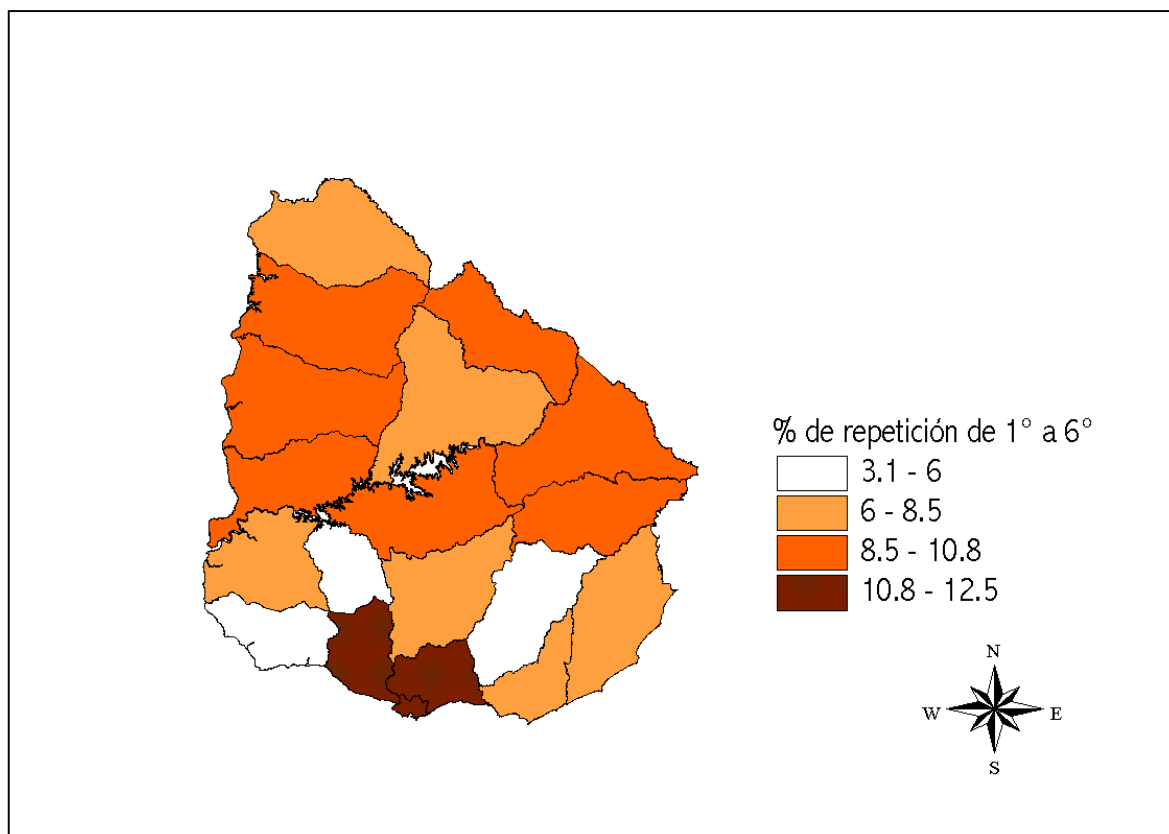 % de repetición de 1° a 6°
3.1 - 6
6 - 8.5
8.5 - 10.8
10.8 - 12.5
N
W E
S